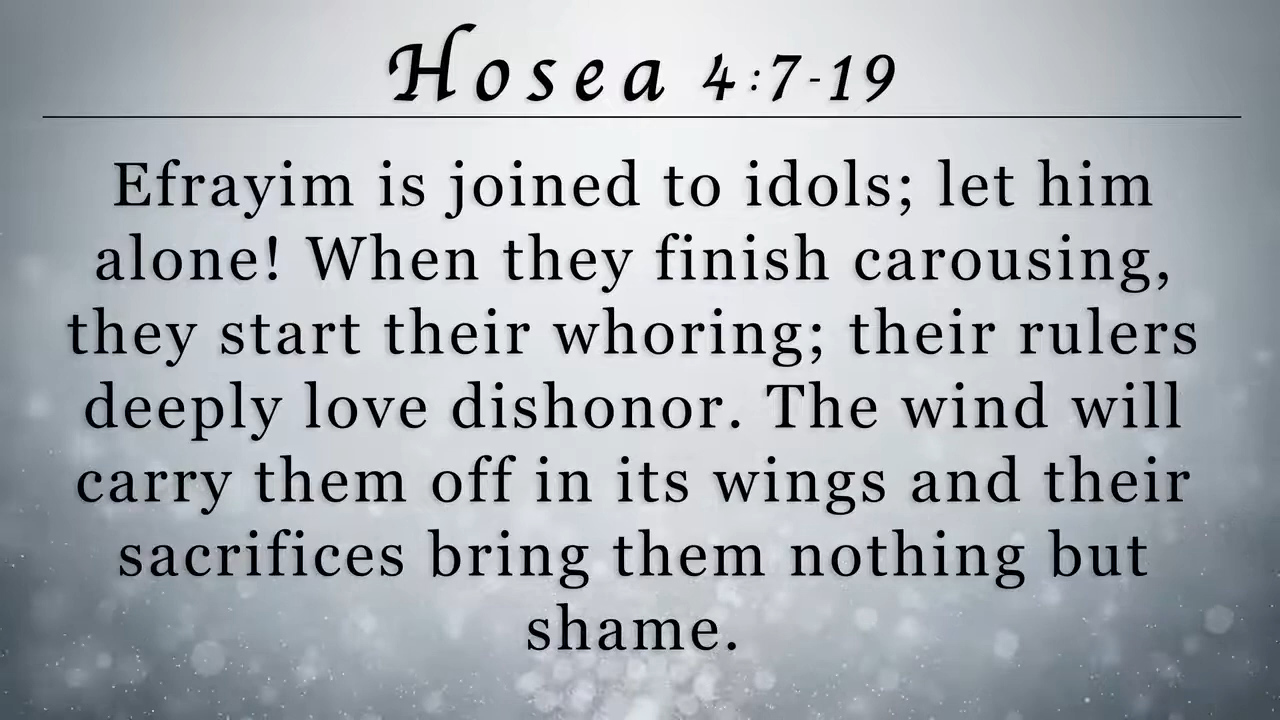 Hosea 4:7-19
Efrayim is joined to idols; let him
alone! When they finish carousing,
they start their whoring; their rulers
deeply love dishonor. The wind will
carry them off in its wings and their
sacrifices bring them nothing but
shame.